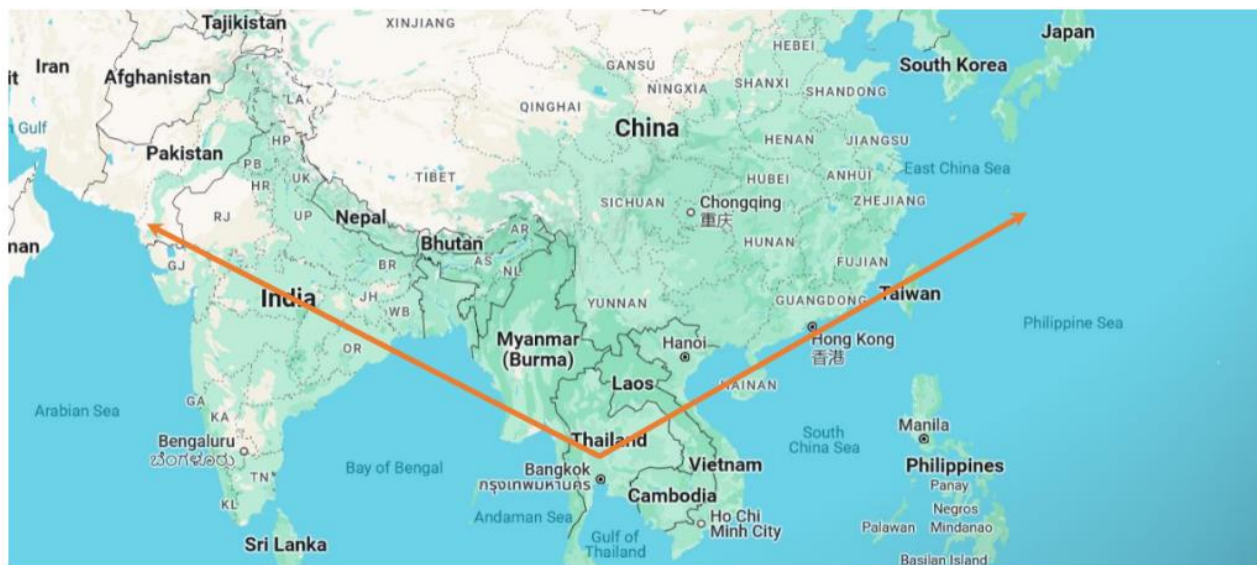 Tajikistan
XINJIANG
HEBEI
Japan
it
Iran
Afghanistan
GANSU
NINGXIA
SHANXI
SHANDONG
South Korea
n Gulf
LA
QINGHAI
China
Pakistan
HP
PB
HR
UK
TIBET
HENAN
JIANGSU
East China Sea
HUBEI
ANHUI
SICHUAN
Chongqing
重庆
ZHEJIANG
RJ
UP
Nepal
man
Bhutan
AR
AS
NL
HUNAN
FUJIAN
GJ
BR
India
JH
WB
YUNNAN
GUANGDONG
Taiwan
Philippine Sea
OR
Myanmar
(Burma)
Hanoi
Hong Kong
香港
Laos
HAINAN
Arabian Sea
GA
KA
Bengaluru
ಬೆಂಗಳೂರು
Bay of Bengal
Thailand
Bangkok
กรุงเทพมหานคร
South
China Sea
Manila
TN
Vietnam
Philippines
Panay
KL
Cambodia
Andaman Sea
Ho Chi
Minh City
Negros
Palawan
Mindanao
Sri Lanka
Gulf of
Thailand
Basilan Island